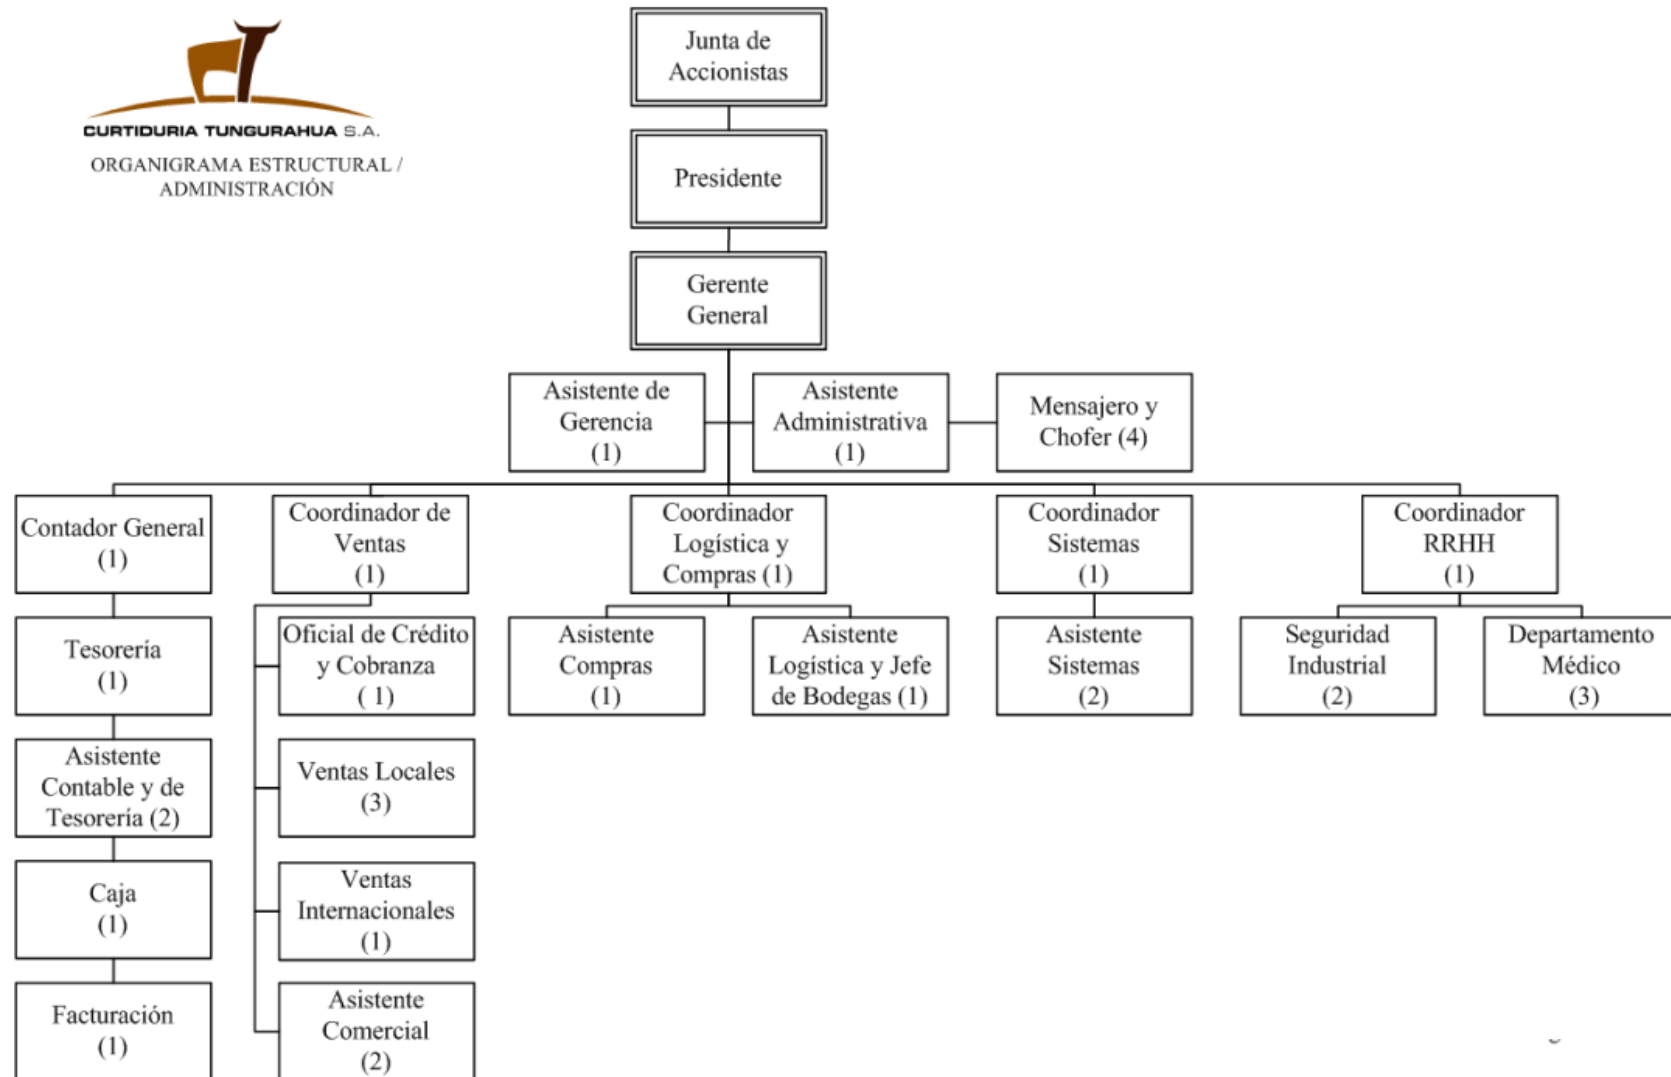 CURTIDURIA TUNGURAHUA S.A.
ORGANIGRAMA ESTRUCTURAL /
ADMINISTRACIÓN
Junta de
Accionistas
Presidente
Gerente
General
Asistente de
Gerencia
(1)
Asistente
Administrativa
(1)
Mensajero y
Chofer (4)
Contador General
(1)
Coordinador de
Ventas
(1)
Coordinador
Logística y
Compras (1)
Coordinador
Sistemas
(1)
Coordinador
RRHH
(1)
Tesorería
(1)
Oficial de Crédito
y Cobranza
( 1)
Asistente
Compras
(1)
Asistente
Logística y Jefe
de Bodegas (1)
Asistente
Sistemas
(2)
Seguridad
Industrial
(2)
Departamento
Médico
(3)
Asistente
Contable y de
Tesorería (2)
Ventas Locales
(3)
Caja
(1)
Ventas
Internacionales
(1)
Facturación
(1)
Asistente
Comercial
(2)